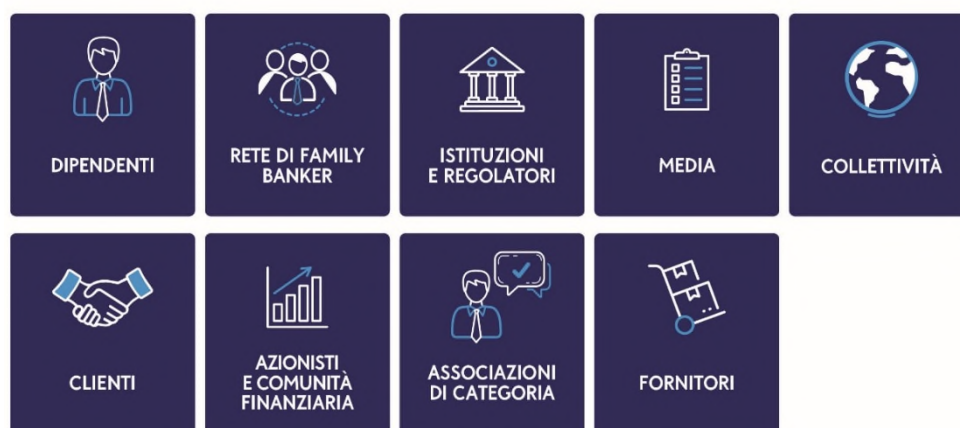 DIPENDENTI
RETE DI FAMILY
BANKER
ISTITUZIONI
E REGOLATORI
MEDIA
COLLETTIVITÀ
CLIENTI
AZIONISTI
E COMUNITÀ
FINANZIARIA
ASSOCIAZIONI
DI CATEGORIA
FORNITORI